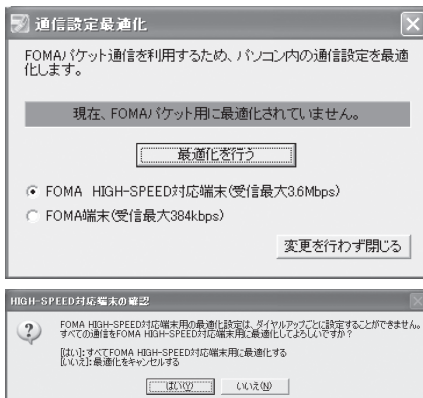 通信設定最適化
FOMAパケット通信を利用するため、パソコン内の通信設定を最適
化します。
現在、FOMAパケット用に最適化されていません。
最適化を行う
FOMA HIGH-SPEED対応端末(受信最大3.6Mbps)
FOMA端末(受信最大384kbps)
変更を行わず閉じる
HIGH-SPEED対応端末の確認
FOMA HIGH-SPEED対応端末用の最適化設定は、ダイヤルアップごとに設定することができません。
すべての通信をFOMA HIGH-SPEED対応端末用に最適化してよろしいですか?
[はい]:すべてFOMA HIGH-SPEED対応端末用に最適化する
[いいえ]:最適化をキャンセルする
はい(Y) いいえ(N)